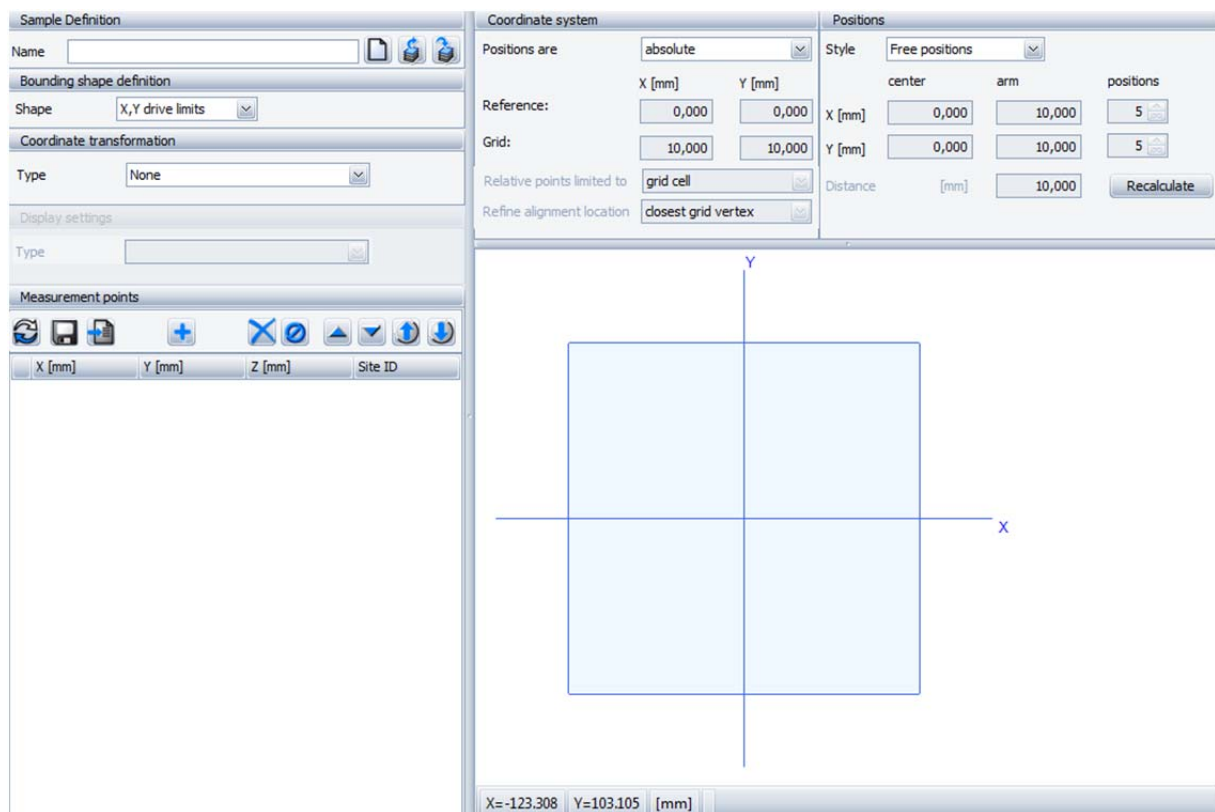 Sample Definition
Name
Bounding shape definition
Shape X,Y drive limits
Coordinate transformation
Type None
Display settings
Type
Measurement points
X [mm] Y [mm] Z [mm] Site ID
Coordinate system
Positions are absolute
X [mm] Y [mm]
Reference: 0,000 0,000
Grid: 10,000 10,000
Relative points limited to grid cell
Refine alignment location closest grid vertex
Positions
Style Free positions
center arm positions
X [mm] 0,000 10,000 5
Y [mm] 0,000 10,000 5
Distance [mm] 10,000 Recalculate
Y
X
X=-123.308 Y=103.105 [mm]